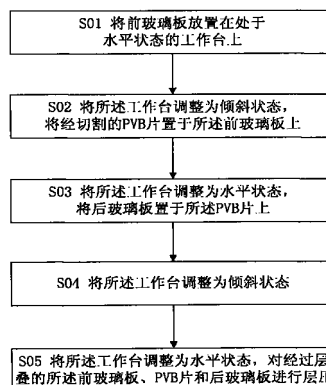 S01 将前玻璃板放置在处于
水平状态的工作台上
S02 将所述工作台调整为倾斜状态,
将经切割的PVB片置于所述前玻璃板上
S03 将所述工作台调整为水平状态,
将后玻璃板置于所述PVB片上
S04 将所述工作台调整为倾斜状态
S05 将所述工作台调整为水平状态, 对经过层
叠的所述前玻璃板、PVB片和后玻璃板进行层压